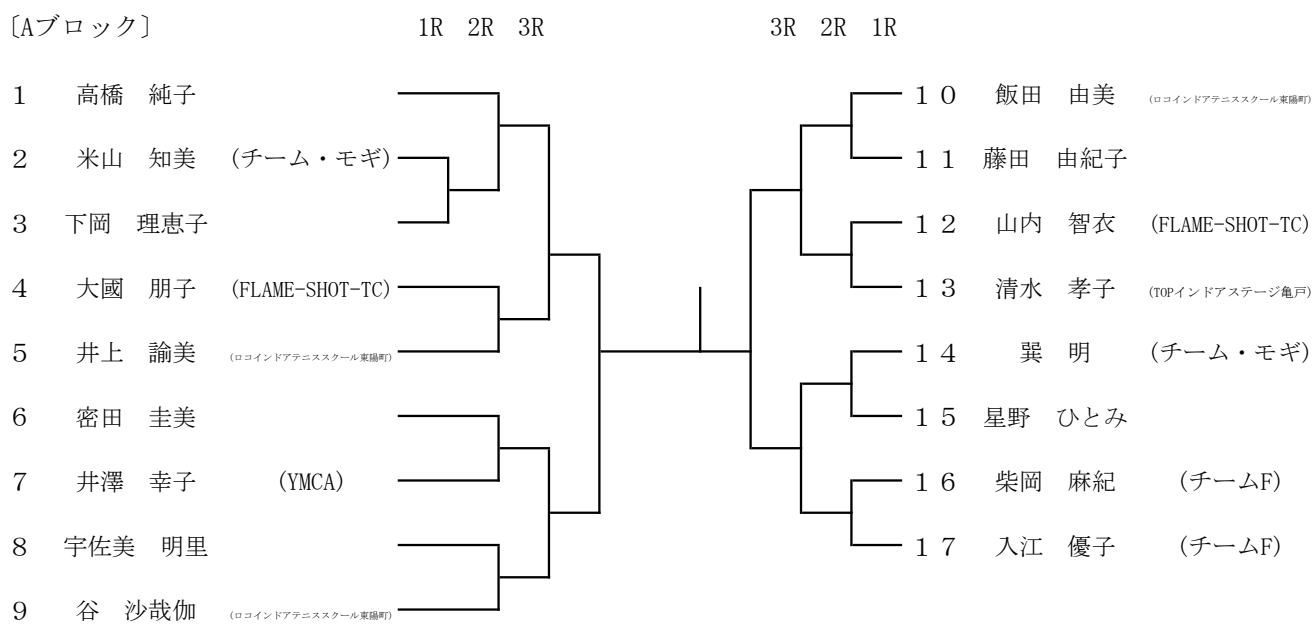 〔Aブロック〕 1R 2R 3R 3R 2R 1R
1 高橋 純子 10 飯田 由美 (ロコインドアテニススクール東陽町)
2 米山 知美 (チーム・モギ) 11 藤田 由紀子
3 下岡 理恵子 12 山内 智衣 (FLAME-SHOT-TC)
4 大國 朋子 (FLAME-SHOT-TC) 13 清水 孝子 (TOPインドアステージ亀戸)
5 井上 諭美 (ロコインドアテニススクール東陽町) 14 巽 明 (チーム・モギ)
6 密田 圭美 15 星野 ひとみ
7 井澤 幸子 (YMCA) 16 柴岡 麻紀 (チームF)
8 宇佐美 明里 17 入江 優子 (チームF)
9 谷 沙哉伽 (ロコインドアテニススクール東陽町)